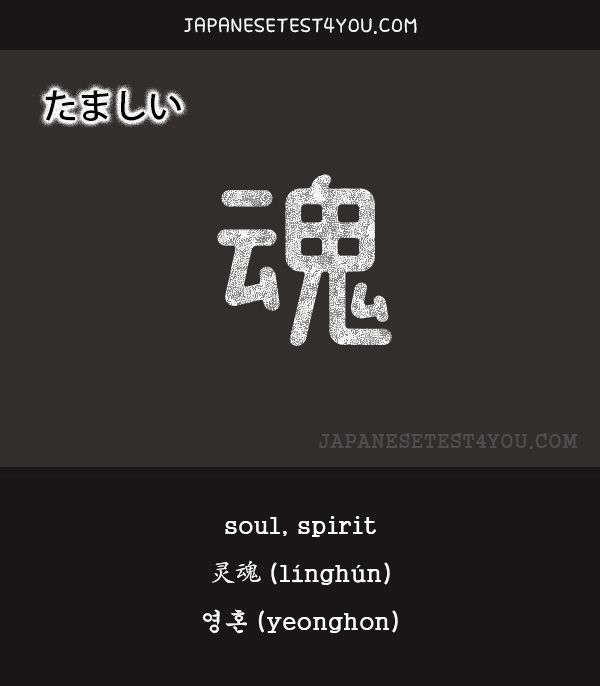 JAPANESETEST4YOU.COM
たましい
魂
JAPANESETEST4YOU.COM
soul, spirit
灵魂 (línghún)
영혼 (yeonghon)